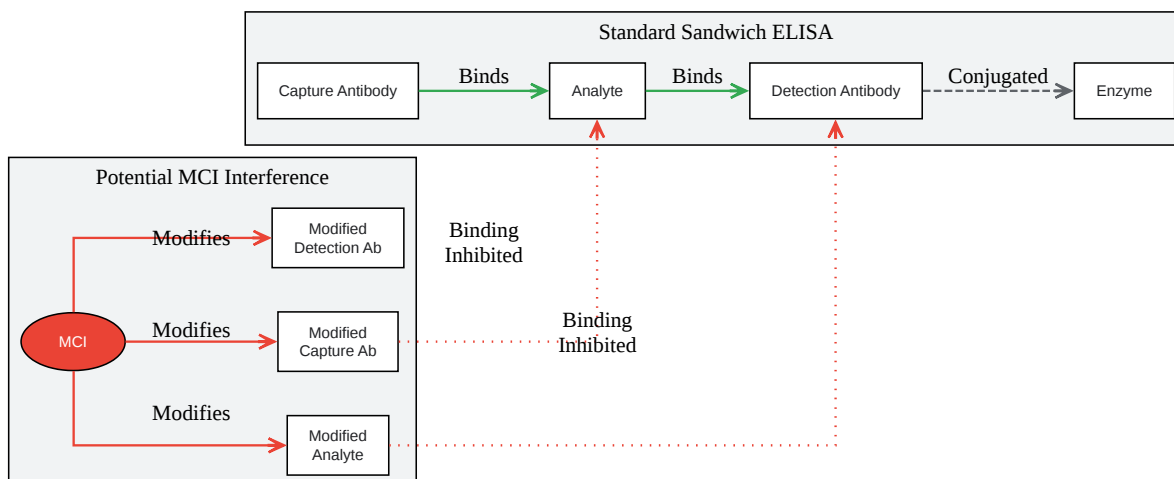 Standard Sandwich ELISA
Capture Antibody
Binds
Analyte
Binds
Detection Antibody
Conjugated
Enzyme
Potential MCI Interference
MCI
Modifies
Modified
Detection Ab
Binding
Inhibited
Modifies
Modified
Capture Ab
Binding
Inhibited
Modifies
Modified
Analyte